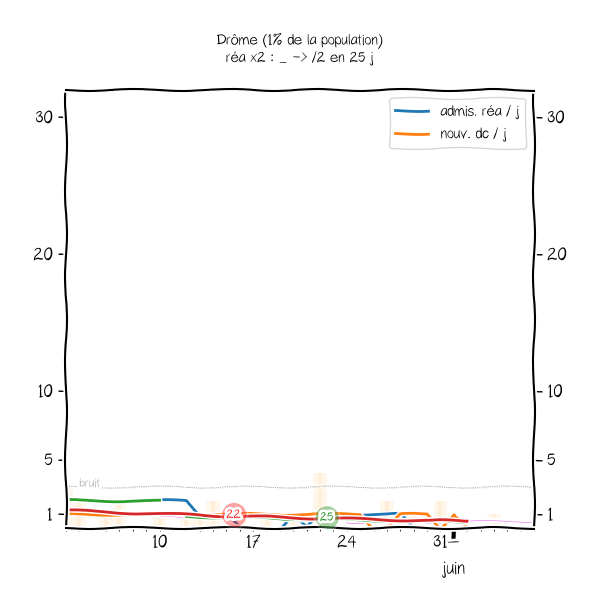 Drôme (1% de la population)
réa x2 : _ -> /2 en 25 j
admis. réa / j
nouv. dc / j
30
30
20
20
10
10
5
5
bruit
1
1
22
25
10
17
24
31
juin